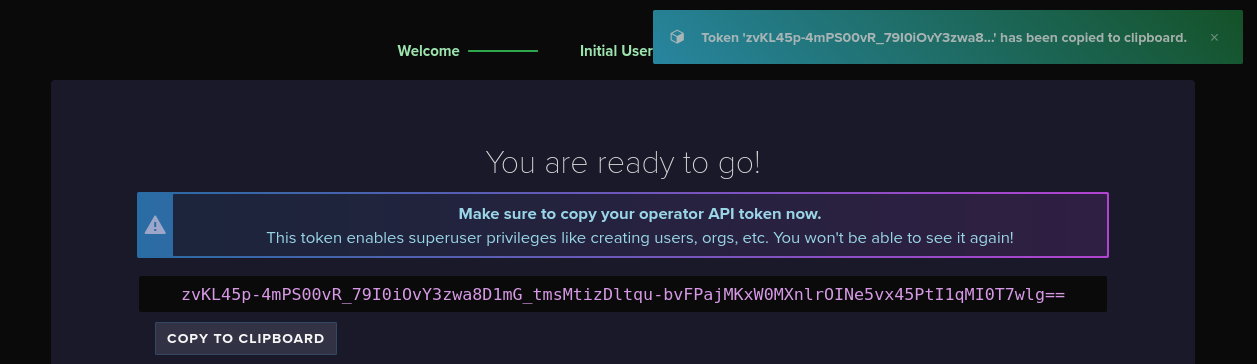 Welcome
Initial User
Token 'zvKL45p-4mPS00vR_79I0iOvY3zwa8...' has been copied to clipboard.
You are ready to go!
Make sure to copy your operator API token now.
This token enables superuser privileges like creating users, orgs, etc. You won't be able to see it again!
zvKL45p-4mPS00vR_79I0iOvY3zwa8D1mG_tmsMtizDltqu-bvFPajMKxW0MXnlrOINe5vx45PtI1qMI0T7wlg==
COPY TO CLIPBOARD